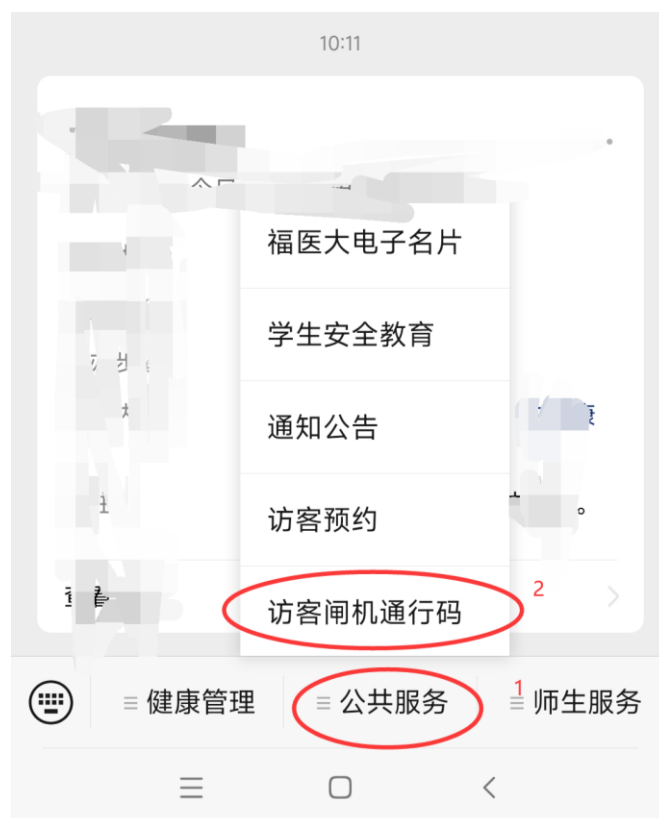 10:11
福医大电子名片
学生安全教育
通知公告
访客预约
访客闸机通行码
2
查看
健康管理
公共服务
1
师生服务